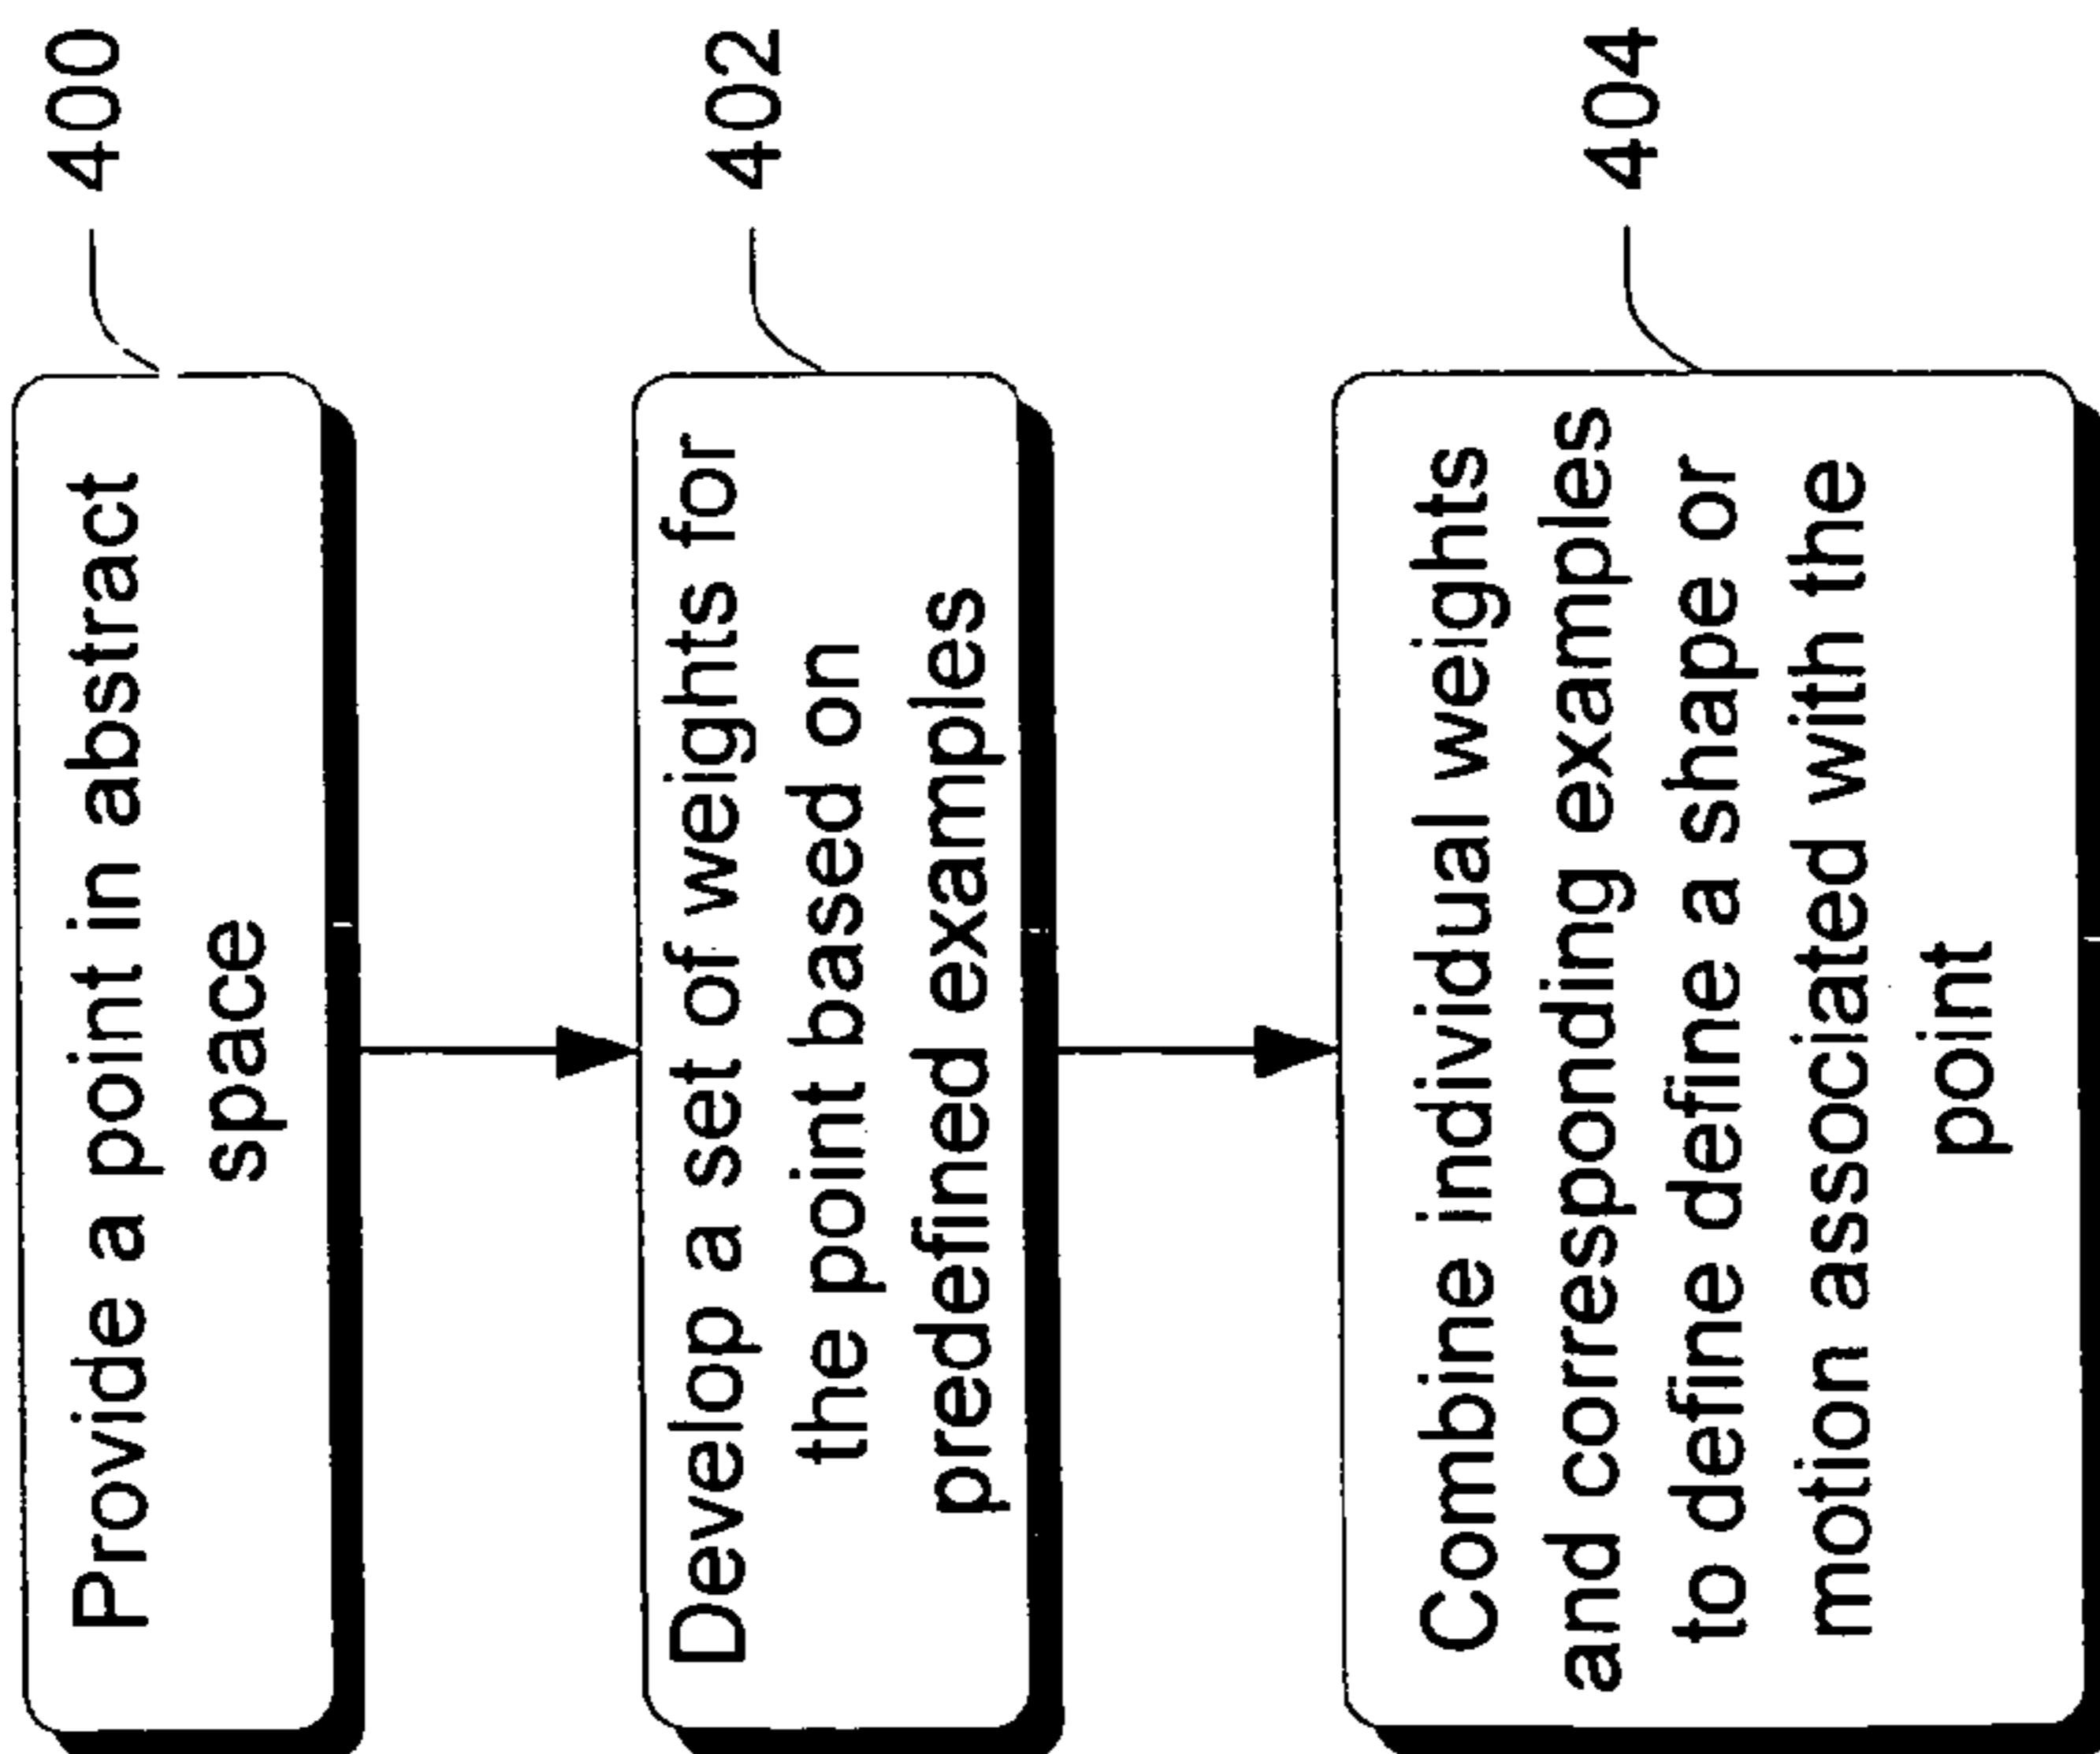 Provide a point in abstract
space
400
Develop a set of weights for
the point based on
predefined examples
402
Combine individual weights
and corresponding examples
to define define a shape or
motion associated with the
point
404